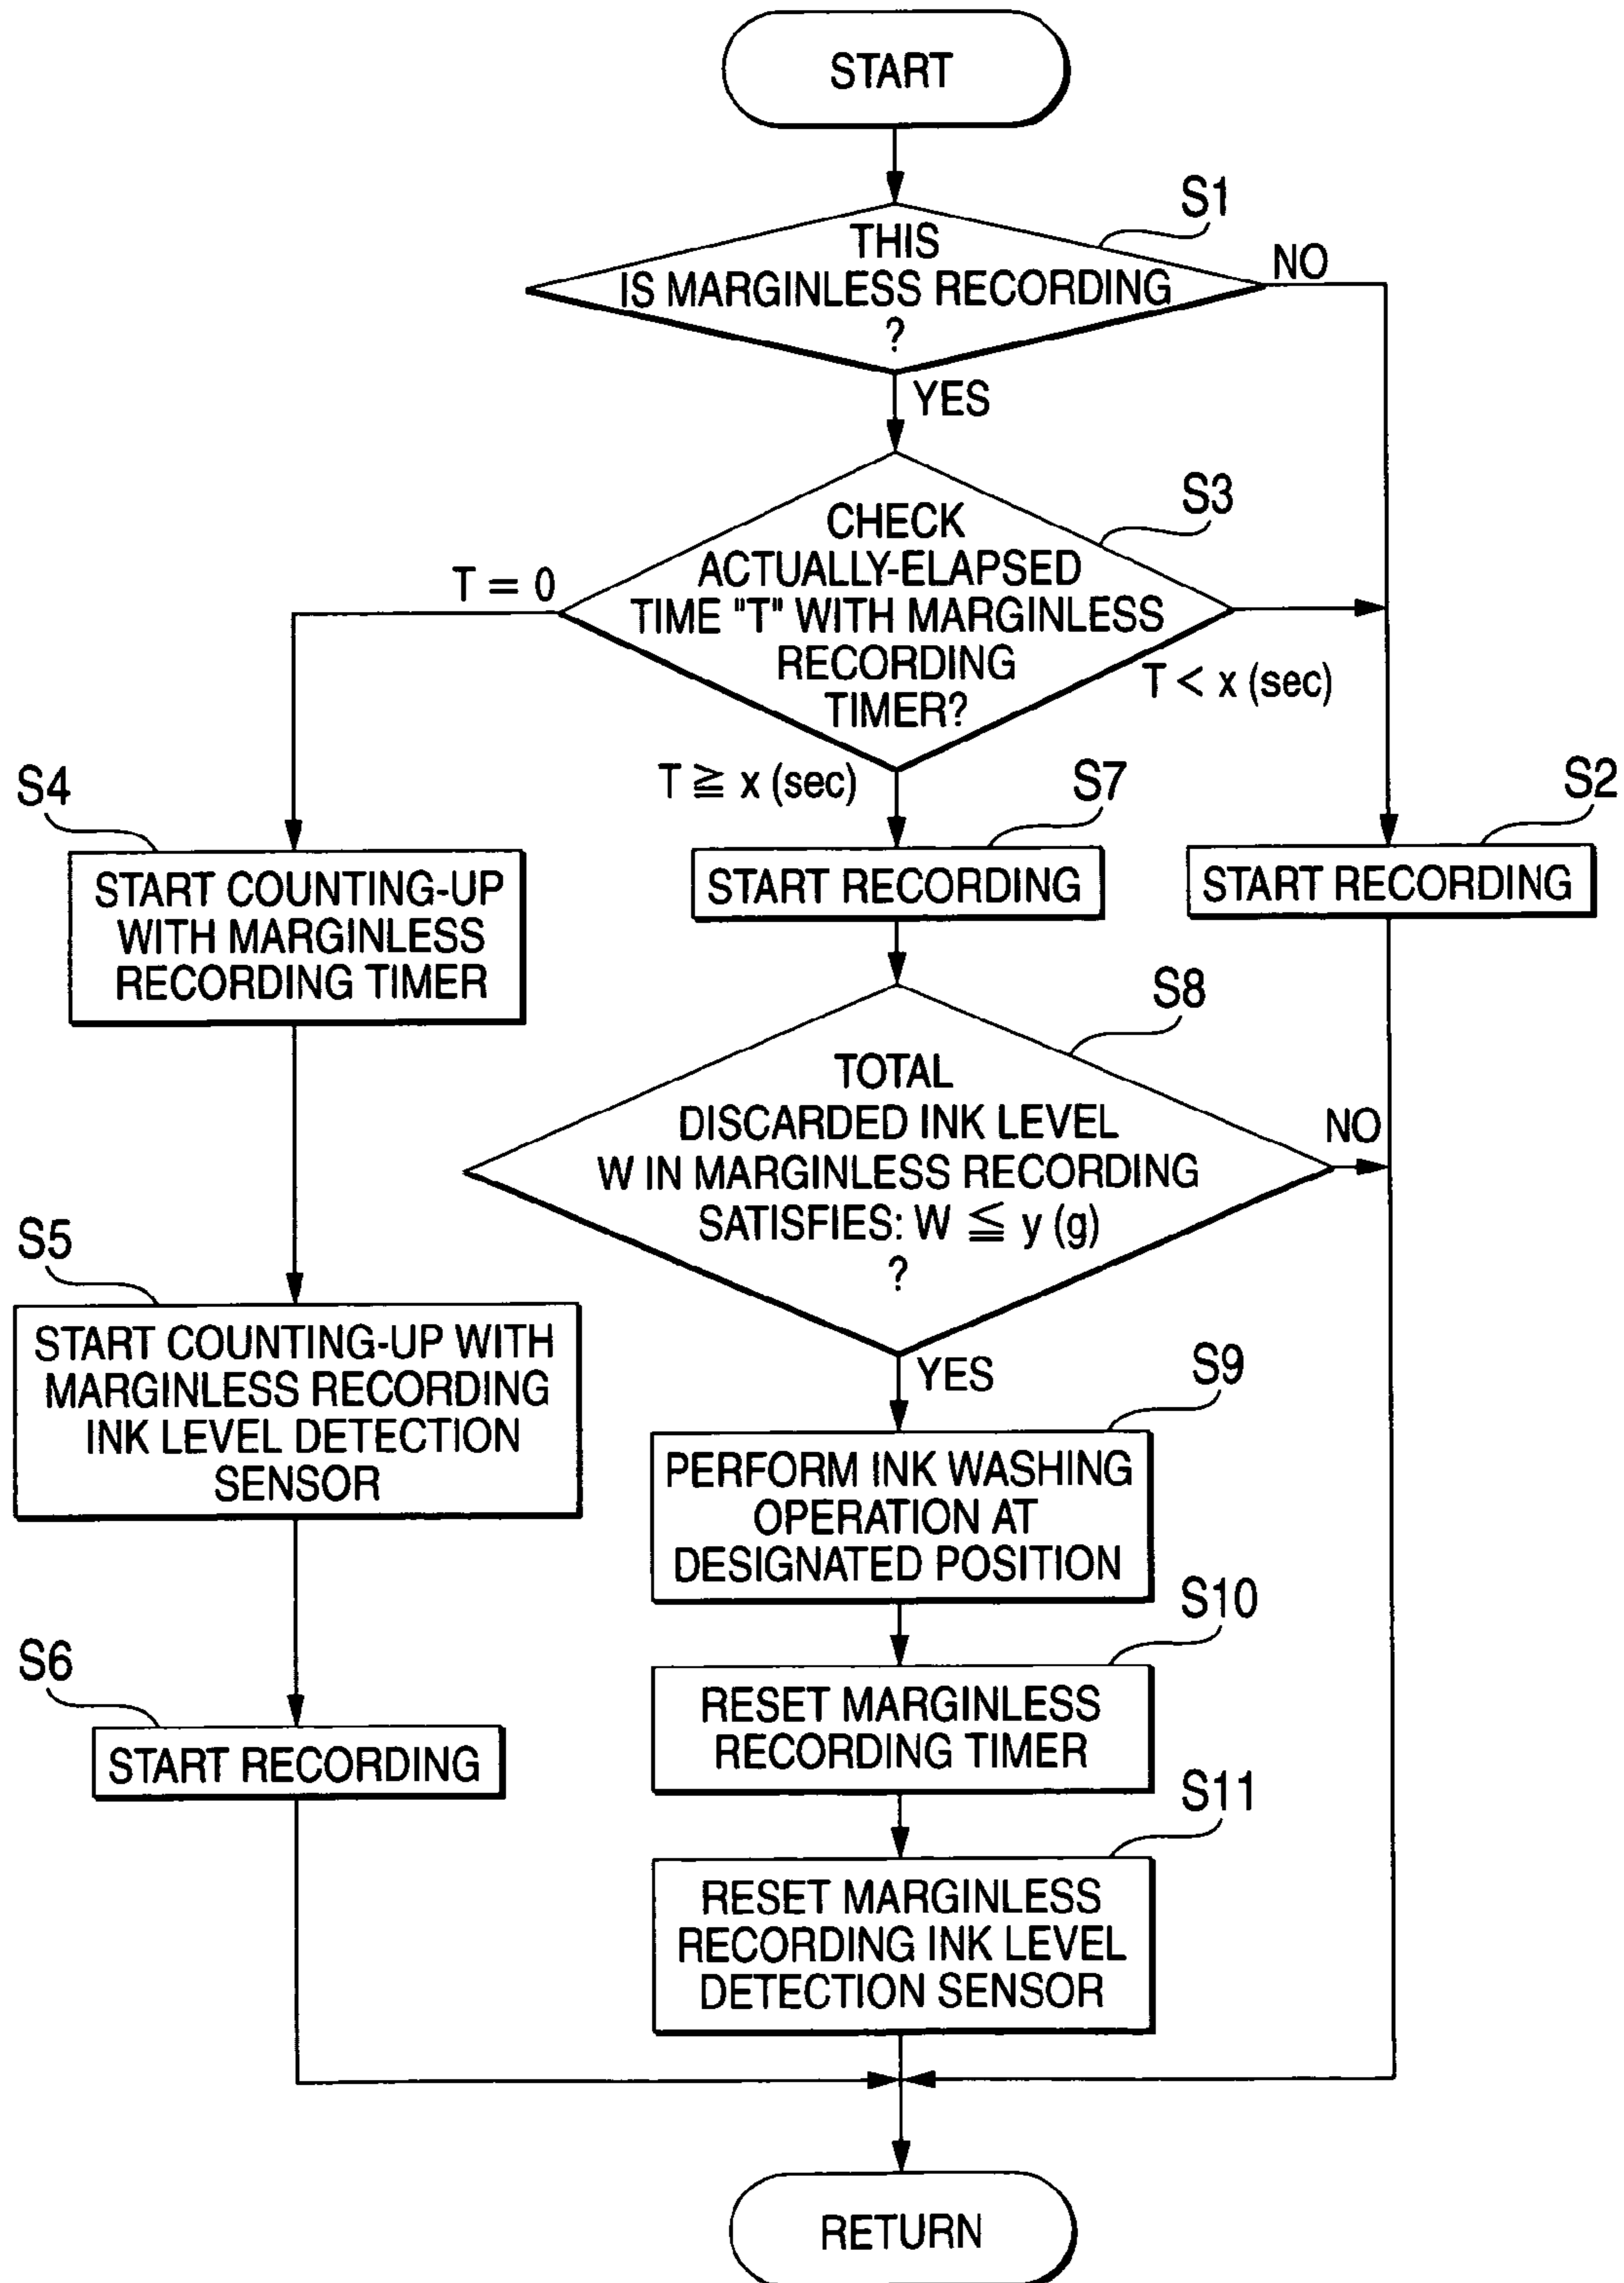 START
S1
THIS
IS MARGINLESS RECORDING
?
NO
YES
S3
CHECK
ACTUALLY-ELAPSED
TIME "T" WITH MARGINLESS
RECORDING
TIMER?
T = 0
T < x (sec)
T ≧ x (sec)
S4
START COUNTING-UP
WITH MARGINLESS
RECORDING TIMER
S7
START RECORDING
S2
START RECORDING
S8
TOTAL
DISCARDED INK LEVEL
W IN MARGINLESS RECORDING
SATISFIES: W ≦ y (g)
?
NO
YES
S5
START COUNTING-UP WITH
MARGINLESS RECORDING
INK LEVEL DETECTION
SENSOR
S9
PERFORM INK WASHING
OPERATION AT
DESIGNATED POSITION
S6
START RECORDING
S10
RESET MARGINLESS
RECORDING TIMER
S11
RESET MARGINLESS
RECORDING INK LEVEL
DETECTION SENSOR
RETURN